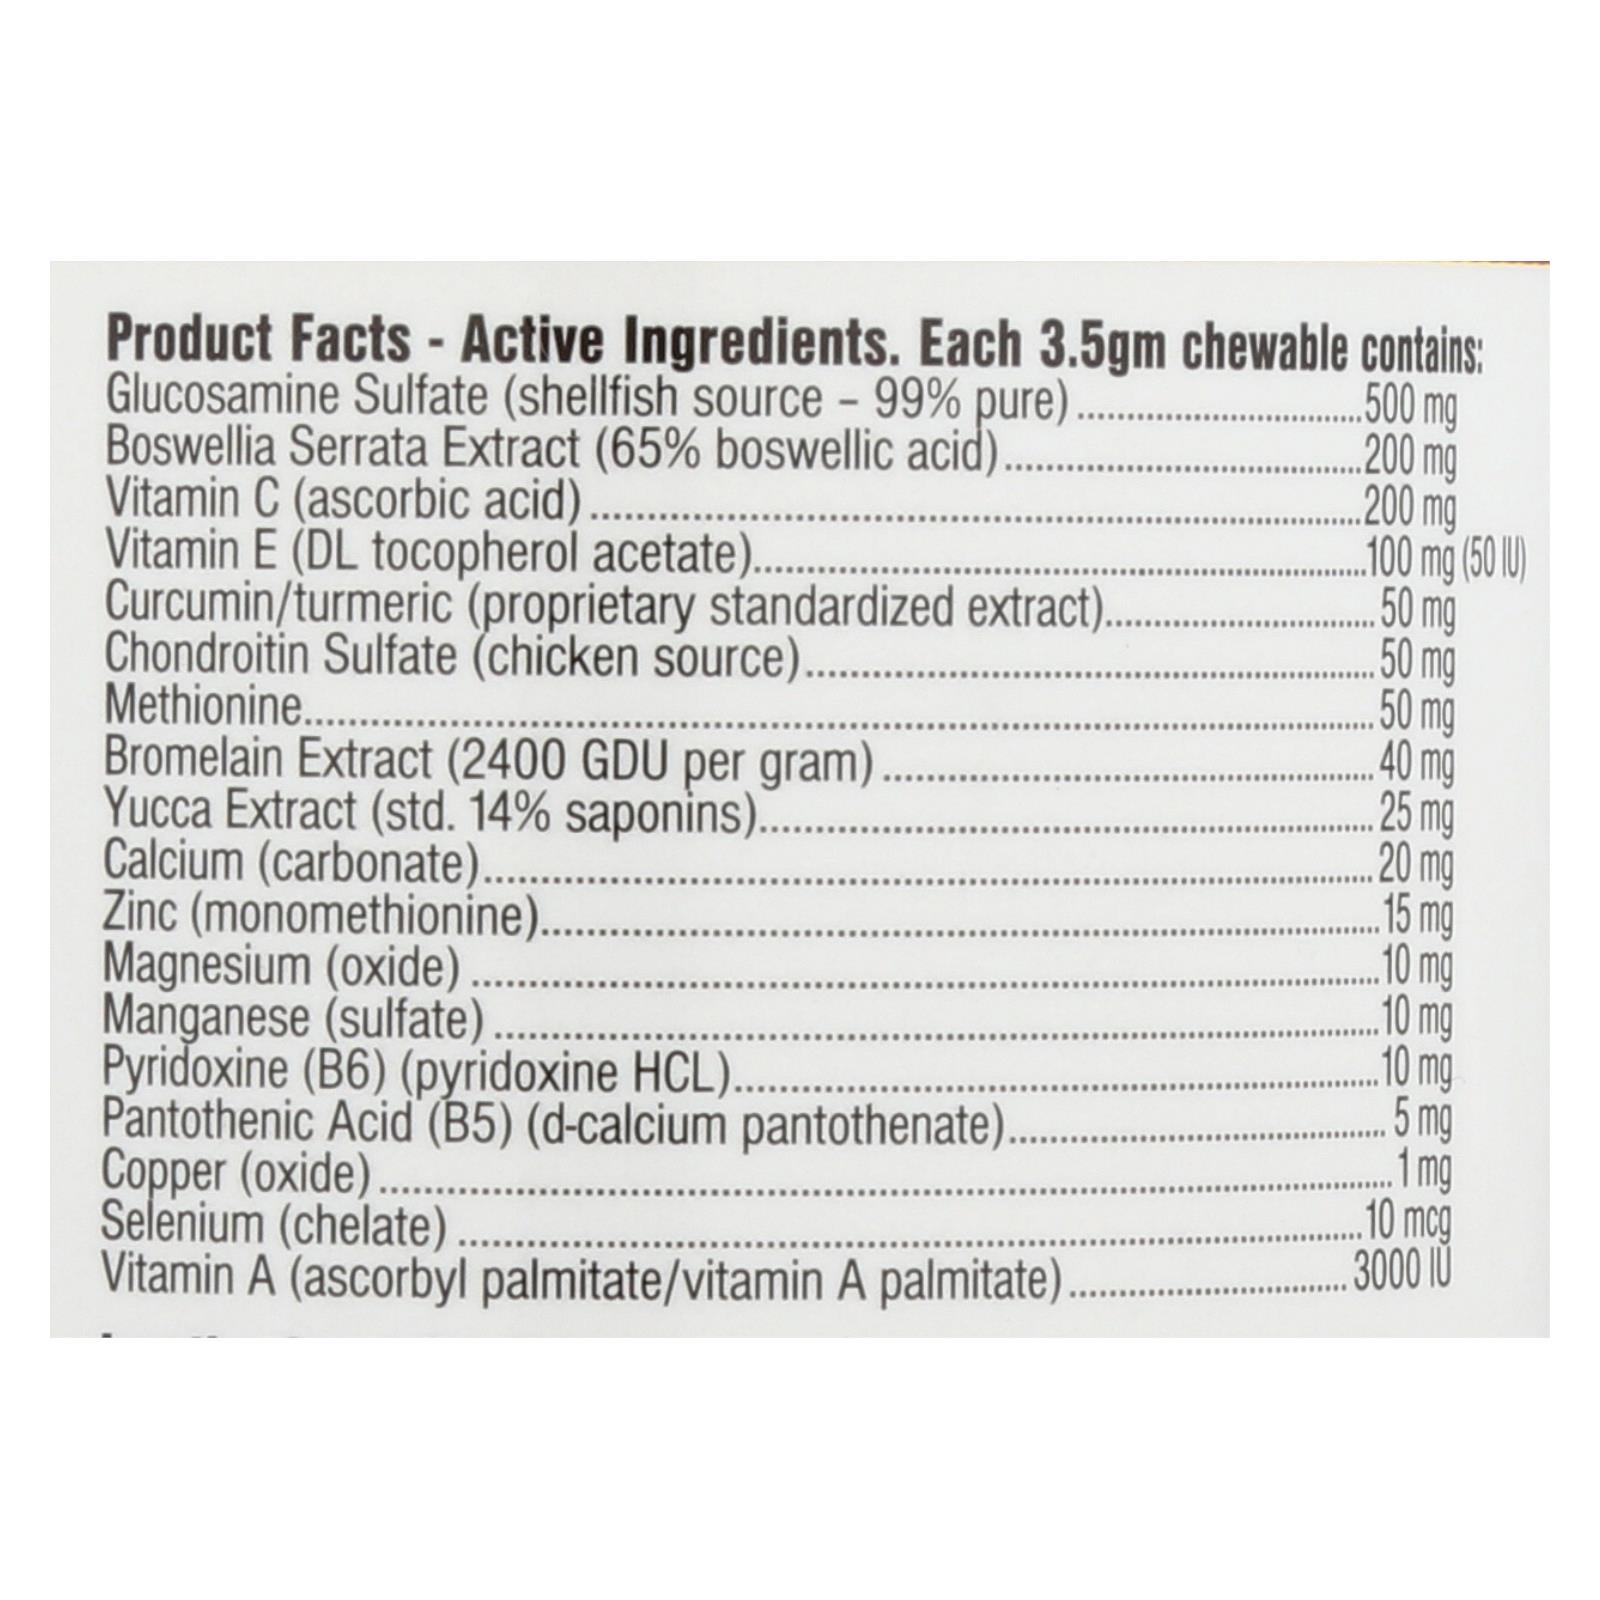 Product Facts - Active Ingredients. Each 3.5gm chewable contains:
Glucosamine Sulfate (shellfish source – 99% pure) ........ 500 mg
Boswellia Serrata Extract (65% boswellic acid) ........ 200 mg
Vitamin C (ascorbic acid) ........ 200 mg
Vitamin E (DL tocopherol acetate) ........ 100 mg (50 IU)
Curcumin/turmeric (proprietary standardized extract) ........ 50 mg
Chondroitin Sulfate (chicken source) ........ 50 mg
Methionine ........ 50 mg
Bromelain Extract (2400 GDU per gram) ........ 40 mg
Yucca Extract (std. 14% saponins) ........ 25 mg
Calcium (carbonate) ........ 20 mg
Zinc (monomethionine) ........ 15 mg
Magnesium (oxide) ........ 10 mg
Manganese (sulfate) ........ 10 mg
Pyridoxine (B6) (pyridoxine HCL) ........ 10 mg
Pantothenic Acid (B5) (d-calcium pantothenate) ........ 5 mg
Copper (oxide) ........ 1 mg
Selenium (chelate) ........ 10 mcg
Vitamin A (ascorbyl palmitate/vitamin A palmitate) ........ 3000 IU